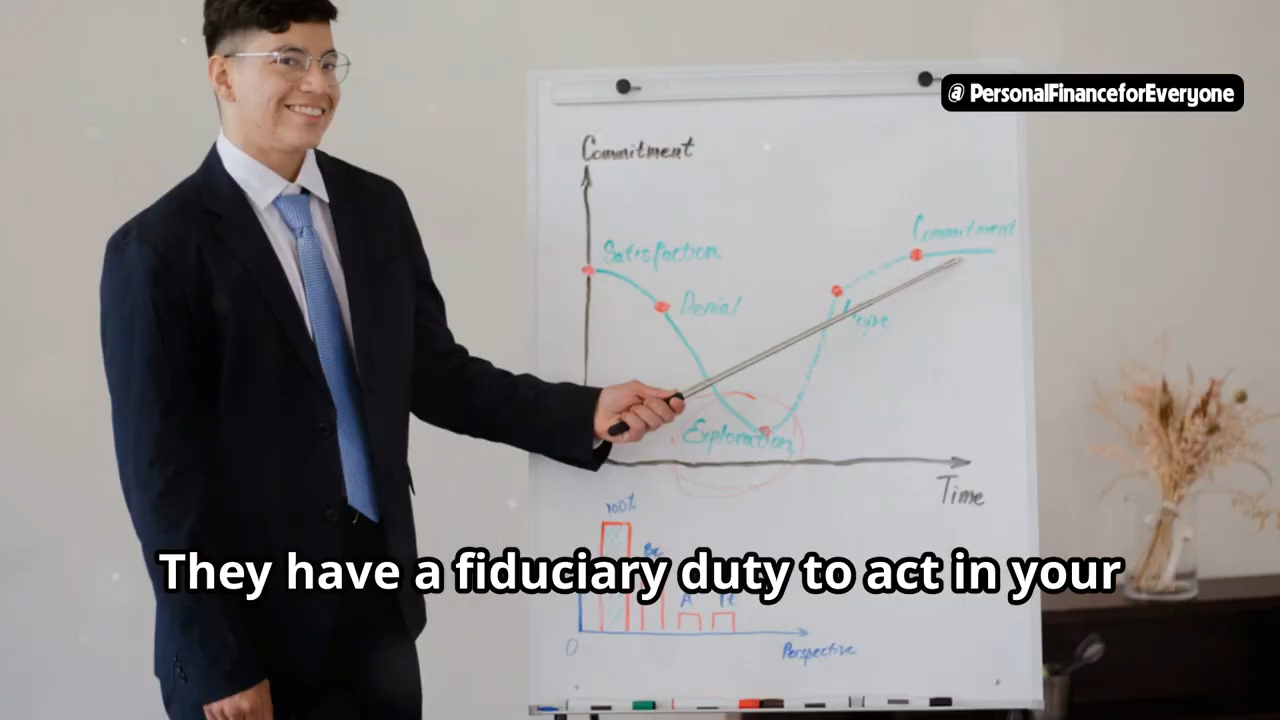 @ PersonalFinanceforEveryone
Commitment
Commitment
Satisfaction
Denial
Exploration
Time
100%
They have a fiduciary duty to act in your
A
0
Perspective